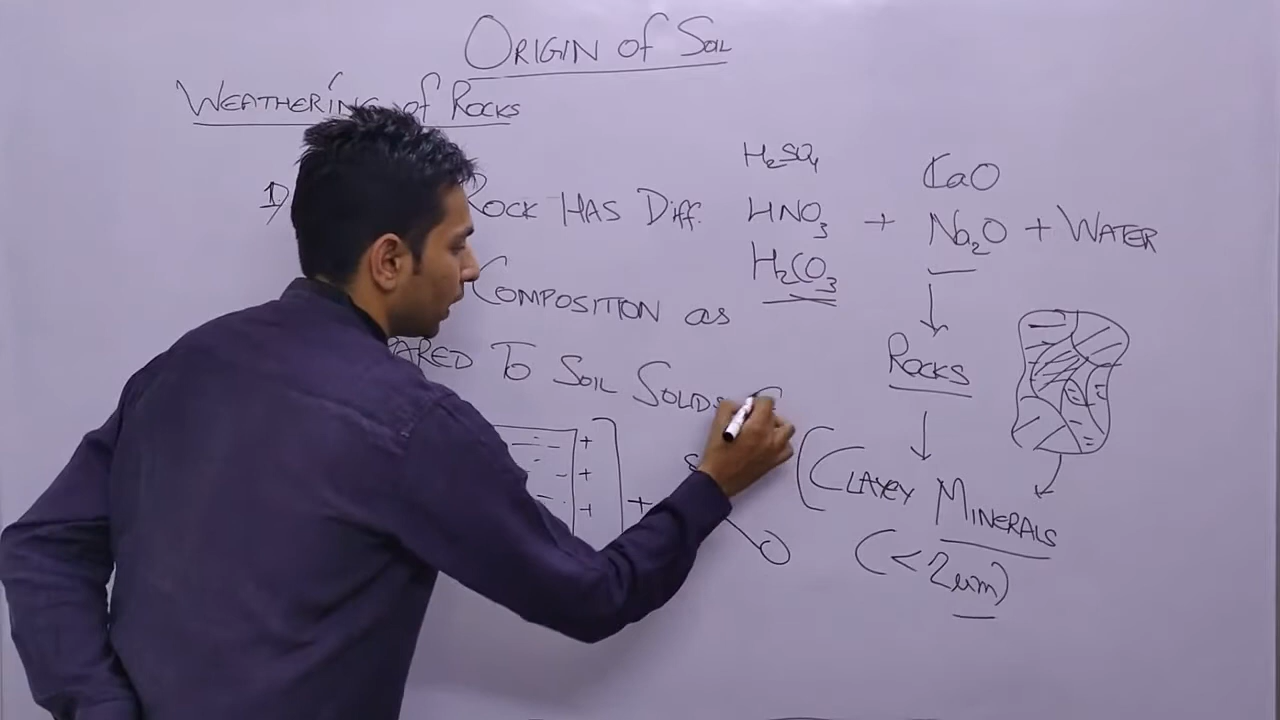 ORIGIN of SOIL
WEATHERING of ROCKS
1)
ROCK HAS Diff.
COMPOSITION as
PARED To SOIL SOLIDS
H₂SO₄
HNO₃ + Na₂O + WATER
H₂CO₃
CaO
ROCKS
(CLAYEY MINERALS
(<2um)
+
+
+
+